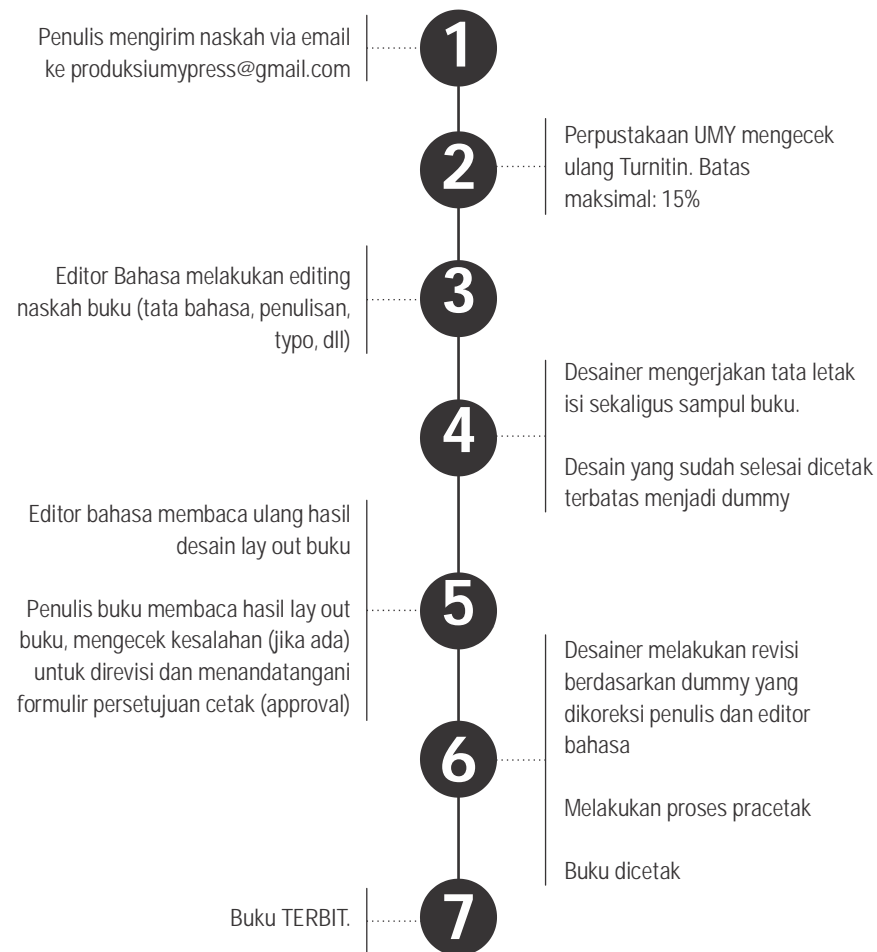 Penulis mengirim naskah via email
ke produksiumypress@gmail.com
1
2
Perpustakaan UMY mengecek
ulang Turnitin. Batas
maksimal: 15%
Editor Bahasa melakukan editing
naskah buku (tata bahasa, penulisan,
typo, dll)
3
4
Desainer mengerjakan tata letak
isi sekaligus sampul buku.
Desain yang sudah selesai dicetak
terbatas menjadi dummy
Editor bahasa membaca ulang hasil
desain lay out buku
Penulis buku membaca hasil lay out
buku, mengecek kesalahan (jika ada)
untuk direvisi dan menandatangani
formulir persetujuan cetak (approval)
5
6
Desainer melakukan revisi
berdasarkan dummy yang
dikoreksi penulis dan editor
bahasa
Melakukan proses pracetak
Buku dicetak
Buku TERBIT.
7